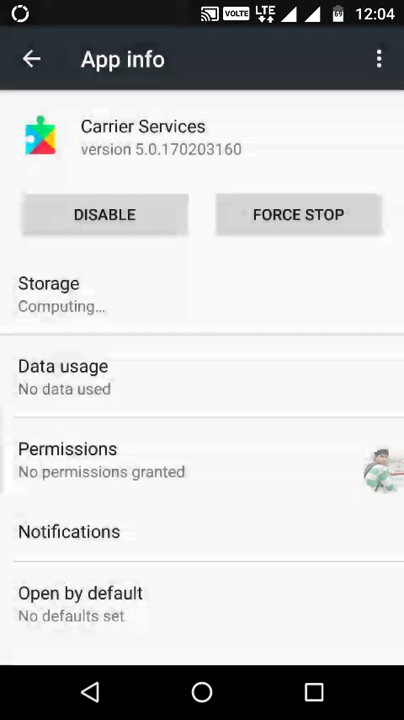 VOLTE LTE 12:04
App info
Carrier Services
version 5.0.170203160
DISABLE FORCE STOP
Storage
Computing...
Data usage
No data used
Permissions
No permissions granted
Notifications
Open by default
No defaults set